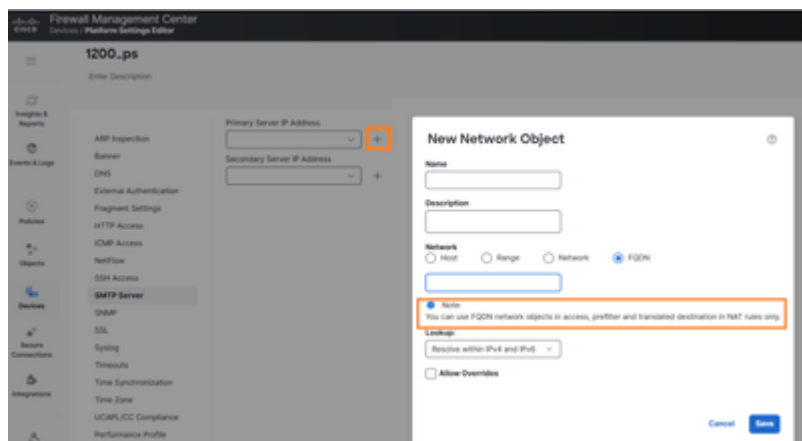 CISCO
Firewall Management Center
Devices / Platform Settings Editor
1200_ps
Enter Description
Insights & Reports
Events & Logs
Policies
Objects
Devices
Secure Connections
Integrations
ARP Inspection
Banner
DNS
External Authentication
Fragment Settings
HTTP Access
ICMP Access
NetFlow
SSH Access
SMTP Server
SNMP
SSL
Syslog
Timeouts
Time Synchronization
Time Zone
UCAPL/CC Compliance
Performance Profile
Primary Server IP Address
Secondary Server IP Address
New Network Object
Name
Description
Network
Host Range Network FQDN
Note:
You can use FQDN network objects in access, prefilter and translated destination in NAT rules only.
Lookup:
Resolve within IPv4 and IPv6
Allow Overrides
Cancel Save